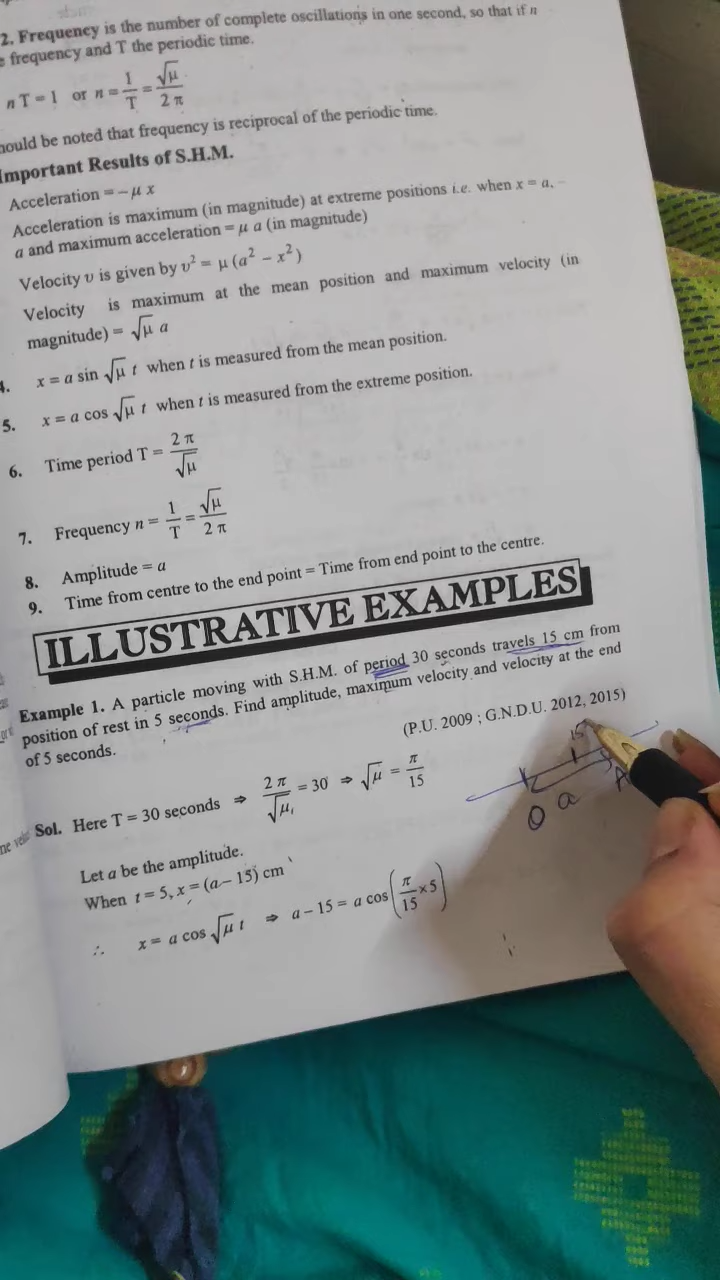 2. Frequency is the number of complete oscillations in one second, so that if n
frequency and T the periodic time.
n T = 1 or n = 1/T = √μ / 2 π
hould be noted that frequency is reciprocal of the periodic time.
Important Results of S.H.M.
Acceleration = – μ x
Acceleration is maximum (in magnitude) at extreme positions i.e. when x = a, –
a and maximum acceleration = μ a (in magnitude)
Velocity v is given by v² = μ (a² – x²)
Velocity is maximum at the mean position and maximum velocity (in
magnitude) = √μ a
4. x = a sin √μ t when t is measured from the mean position.
5. x = a cos √μ t when t is measured from the extreme position.
6. Time period T = 2 π / √μ
7. Frequency n = 1/T = √μ / 2 π
8. Amplitude = a
9. Time from centre to the end point = Time from end point to the centre.
ILLUSTRATIVE EXAMPLES
Example 1. A particle moving with S.H.M. of period 30 seconds travels 15 cm from
position of rest in 5 seconds. Find amplitude, maximum velocity and velocity at the end
of 5 seconds.
(P.U. 2009 ; G.N.D.U. 2012, 2015)
15
O a A
Sol. Here T = 30 seconds ⇒ 2 π / √μ = 30 ⇒ √μ = π / 15
Let a be the amplitude.
When t = 5, x = (a – 15) cm
∴ x = a cos √μ t ⇒ a – 15 = a cos (π/15 × 5)